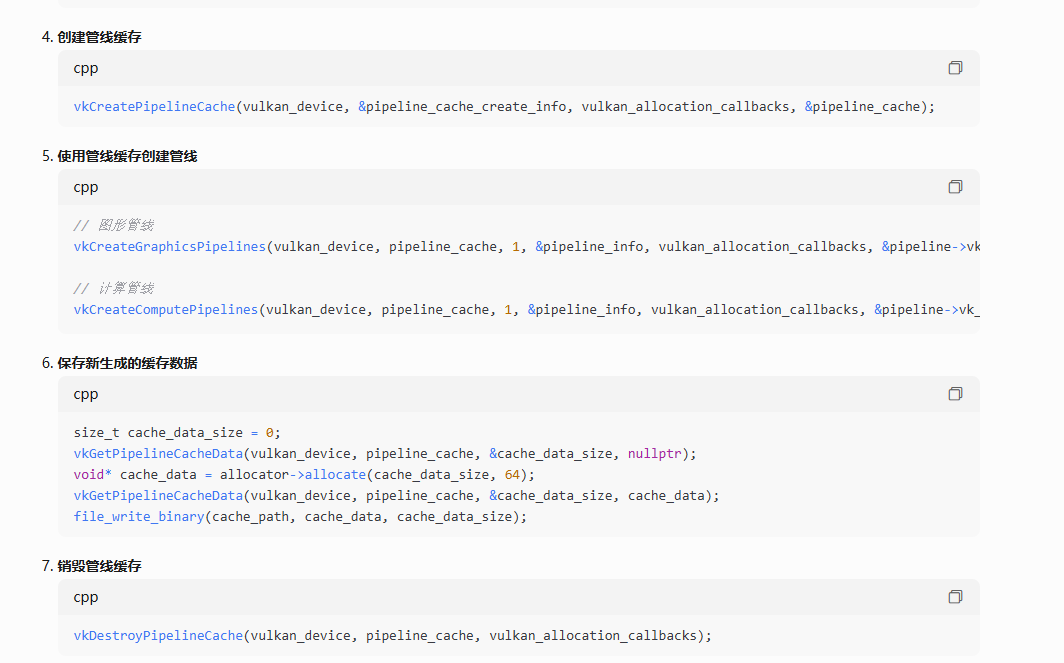 4. 创建管线缓存
cpp
vkCreatePipelineCache(vulkan_device, &pipeline_cache_create_info, vulkan_allocation_callbacks, &pipeline_cache);
5. 使用管线缓存创建管线
cpp
// 图形管线
vkCreateGraphicsPipelines(vulkan_device, pipeline_cache, 1, &pipeline_info, vulkan_allocation_callbacks, &pipeline->vk
// 计算管线
vkCreateComputePipelines(vulkan_device, pipeline_cache, 1, &pipeline_info, vulkan_allocation_callbacks, &pipeline->vk_
6. 保存新生成的缓存数据
cpp
size_t cache_data_size = 0;
vkGetPipelineCacheData(vulkan_device, pipeline_cache, &cache_data_size, nullptr);
void* cache_data = allocator->allocate(cache_data_size, 64);
vkGetPipelineCacheData(vulkan_device, pipeline_cache, &cache_data_size, cache_data);
file_write_binary(cache_path, cache_data, cache_data_size);
7. 销毁管线缓存
cpp
vkDestroyPipelineCache(vulkan_device, pipeline_cache, vulkan_allocation_callbacks);